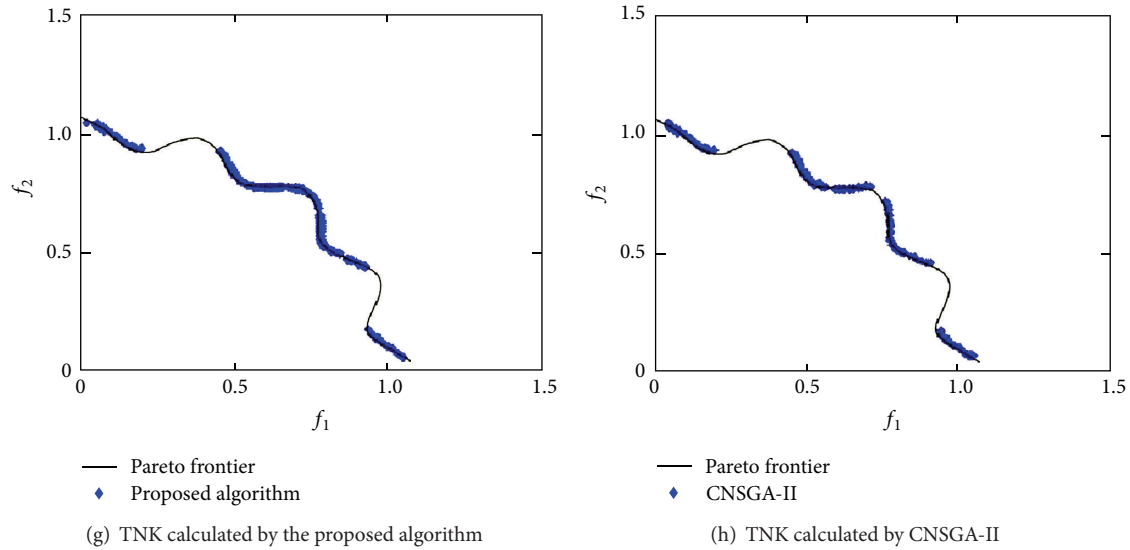 1.5
1.0
0.5
0
f2
0
0.5
1.0
1.5
f1
Pareto frontier
Proposed algorithm
(g) TNK calculated by the proposed algorithm
1.5
1.0
0.5
0
f2
0
0.5
1.0
1.5
f1
Pareto frontier
CNSGA-II
(h) TNK calculated by CNSGA-II